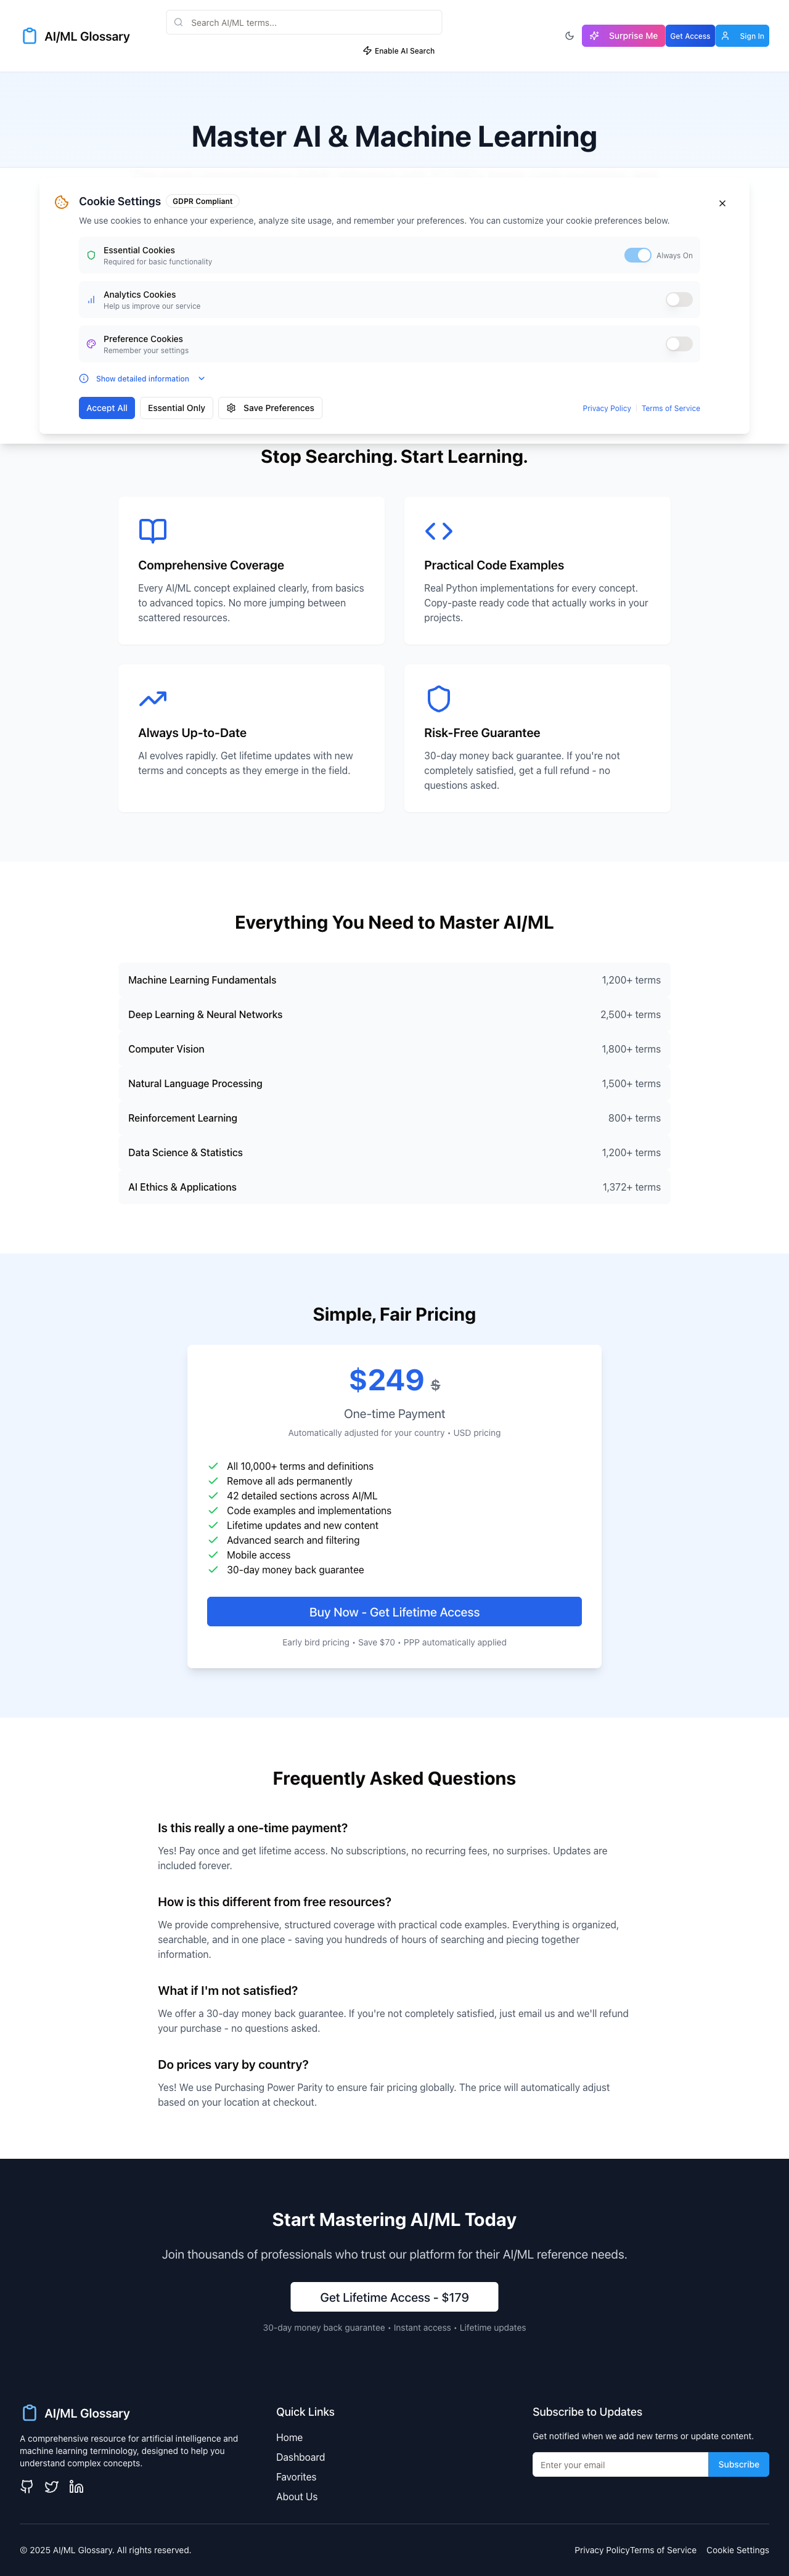 AI/ML Glossary
Search AI/ML terms...
Enable AI Search
Surprise Me
Get Access
Sign In
Master AI & Machine Learning
Cookie Settings
GDPR Compliant
We use cookies to enhance your experience, analyze site usage, and remember your preferences. You can customize your cookie preferences below.
Essential Cookies
Required for basic functionality
Always On
Analytics Cookies
Help us improve our service
Preference Cookies
Remember your settings
Show detailed information
Accept All
Essential Only
Save Preferences
Privacy Policy
Terms of Service
Stop Searching. Start Learning.
Comprehensive Coverage
Every AI/ML concept explained clearly, from basics
to advanced topics. No more jumping between
scattered resources.
Practical Code Examples
Real Python implementations for every concept.
Copy-paste ready code that actually works in your
projects.
Always Up-to-Date
AI evolves rapidly. Get lifetime updates with new
terms and concepts as they emerge in the field.
Risk-Free Guarantee
30-day money back guarantee. If you're not
completely satisfied, get a full refund - no
questions asked.
Everything You Need to Master AI/ML
Machine Learning Fundamentals 1,200+ terms
Deep Learning & Neural Networks 2,500+ terms
Computer Vision 1,800+ terms
Natural Language Processing 1,500+ terms
Reinforcement Learning 800+ terms
Data Science & Statistics 1,200+ terms
AI Ethics & Applications 1,372+ terms
Simple, Fair Pricing
$249 $
One-time Payment
Automatically adjusted for your country • USD pricing
All 10,000+ terms and definitions
Remove all ads permanently
42 detailed sections across AI/ML
Code examples and implementations
Lifetime updates and new content
Advanced search and filtering
Mobile access
30-day money back guarantee
Buy Now - Get Lifetime Access
Early bird pricing • Save $70 • PPP automatically applied
Frequently Asked Questions
Is this really a one-time payment?
Yes! Pay once and get lifetime access. No subscriptions, no recurring fees, no surprises. Updates are
included forever.
How is this different from free resources?
We provide comprehensive, structured coverage with practical code examples. Everything is organized,
searchable, and in one place - saving you hundreds of hours of searching and piecing together
information.
What if I'm not satisfied?
We offer a 30-day money back guarantee. If you're not completely satisfied, just email us and we'll refund
your purchase - no questions asked.
Do prices vary by country?
Yes! We use Purchasing Power Parity to ensure fair pricing globally. The price will automatically adjust
based on your location at checkout.
Start Mastering AI/ML Today
Join thousands of professionals who trust our platform for their AI/ML reference needs.
Get Lifetime Access - $179
30-day money back guarantee • Instant access • Lifetime updates
AI/ML Glossary
A comprehensive resource for artificial intelligence and
machine learning terminology, designed to help you
understand complex concepts.
Quick Links
Home
Dashboard
Favorites
About Us
Subscribe to Updates
Get notified when we add new terms or update content.
Enter your email
Subscribe
© 2025 AI/ML Glossary. All rights reserved.
Privacy Policy
Terms of Service
Cookie Settings